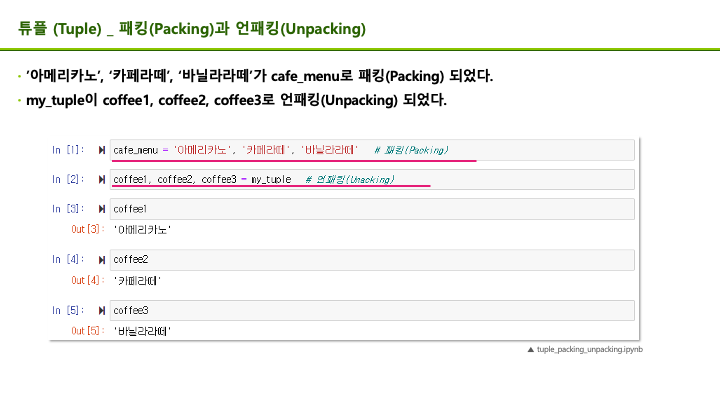 튜플 (Tuple) _ 패킹(Packing)과 언패킹(Unpacking)
• '아메리카노', '카페라떼', '바닐라라떼'가 cafe_menu로 패킹(Packing) 되었다.
• my_tuple이 coffee1, coffee2, coffee3로 언패킹(Unpacking) 되었다.
In [1]: cafe_menu = '아메리카노', '카페라떼', '바닐라라떼' # 패킹(Packing)
In [2]: coffee1, coffee2, coffee3 = my_tuple # 언패킹(Unacking)
In [3]: coffee1
Out[3]: '아메리카노'
In [4]: coffee2
Out[4]: '카페라떼'
In [5]: coffee3
Out[5]: '바닐라라떼'
▲ tuple_packing_unpacking.ipynb